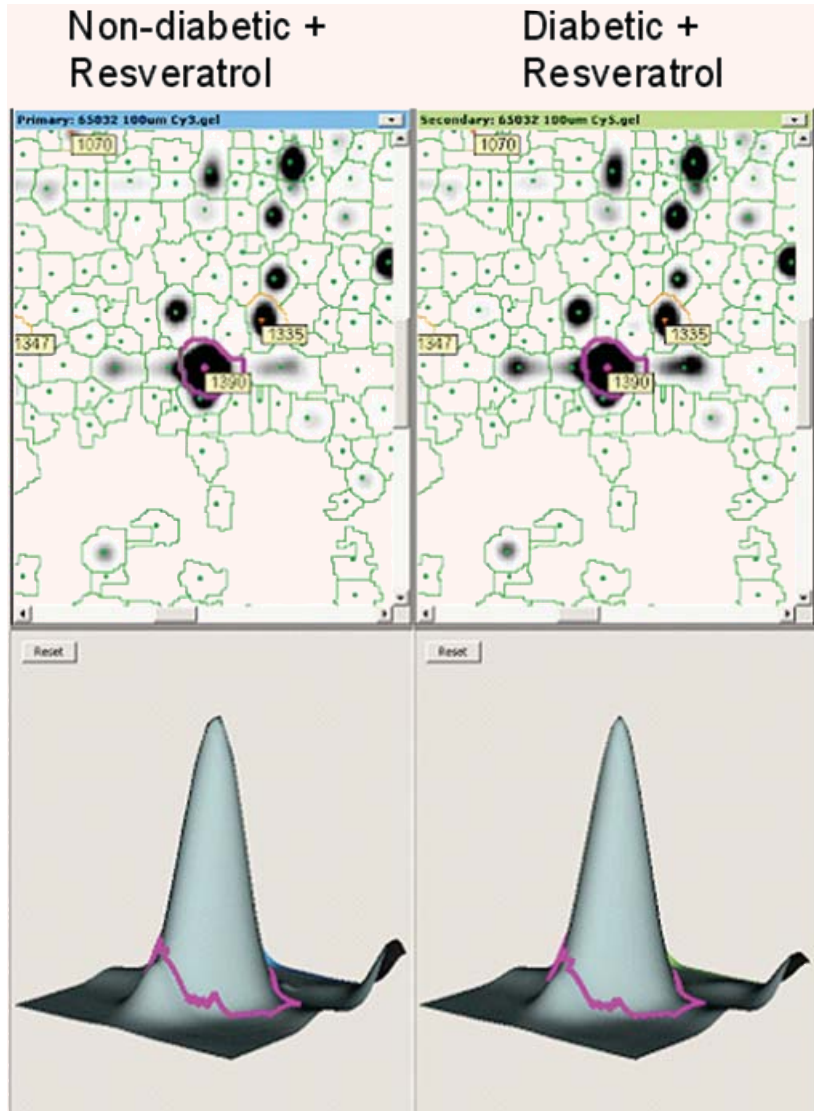 Non-diabetic +
Resveratrol
Diabetic +
Resveratrol
Primary: 65032 100um Cy3.gel
1070
1335
1347
1390
Secondary: 65032 100um Cy5.gel
1070
1335
1347
1390
Reset
Reset